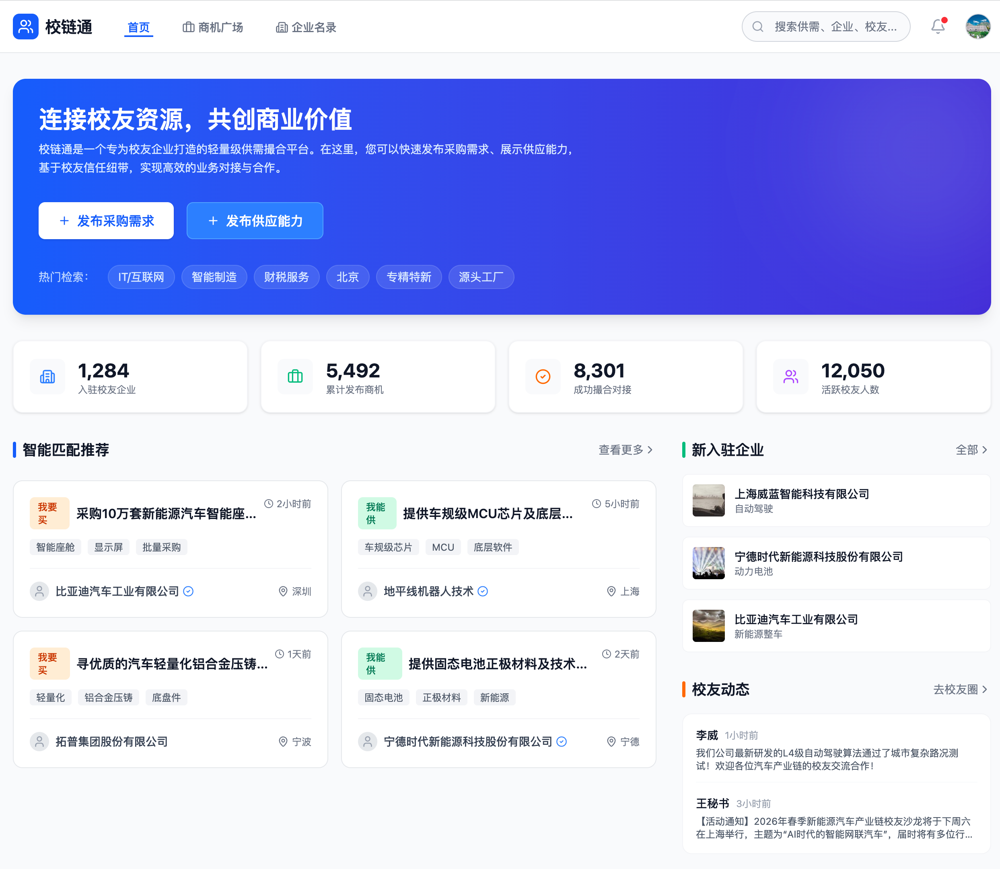 校链通
首页
商机广场
企业名录
搜索供需、企业、校友...
连接校友资源，共创商业价值
校链通是一个专为校友企业打造的轻量级供需撮合平台。在这里，您可以快速发布采购需求、展示供应能力，
基于校友信任纽带，实现高效的业务对接与合作。
+ 发布采购需求
+ 发布供应能力
热门检索：
IT/互联网
智能制造
财税服务
北京
专精特新
源头工厂
1,284
入驻校友企业
5,492
累计发布商机
8,301
成功撮合对接
12,050
活跃校友人数
智能匹配推荐
查看更多
我要
买
采购10万套新能源汽车智能座...
2小时前
智能座舱
显示屏
批量采购
比亚迪汽车工业有限公司
深圳
我能
供
提供车规级MCU芯片及底层...
5小时前
车规级芯片
MCU
底层软件
地平线机器人技术
上海
我要
买
寻优质的汽车轻量化铝合金压铸...
1天前
轻量化
铝合金压铸
底盘件
拓普集团股份有限公司
宁波
我能
供
提供固态电池正极材料及技术...
2天前
固态电池
正极材料
新能源
宁德时代新能源科技股份有限公司
宁德
新入驻企业
全部
上海威蓝智能科技有限公司
自动驾驶
宁德时代新能源科技股份有限公司
动力电池
比亚迪汽车工业有限公司
新能源整车
校友动态
去校友圈
李威 1小时前
我们公司最新研发的L4级自动驾驶算法通过了城市复杂路况测
试！欢迎各位汽车产业链的校友交流合作！
王秘书 3小时前
【活动通知】2026年春季新能源汽车产业链校友沙龙将于下周六
在上海举行，主题为“AI时代的智能网联汽车”，届时将有多位行...